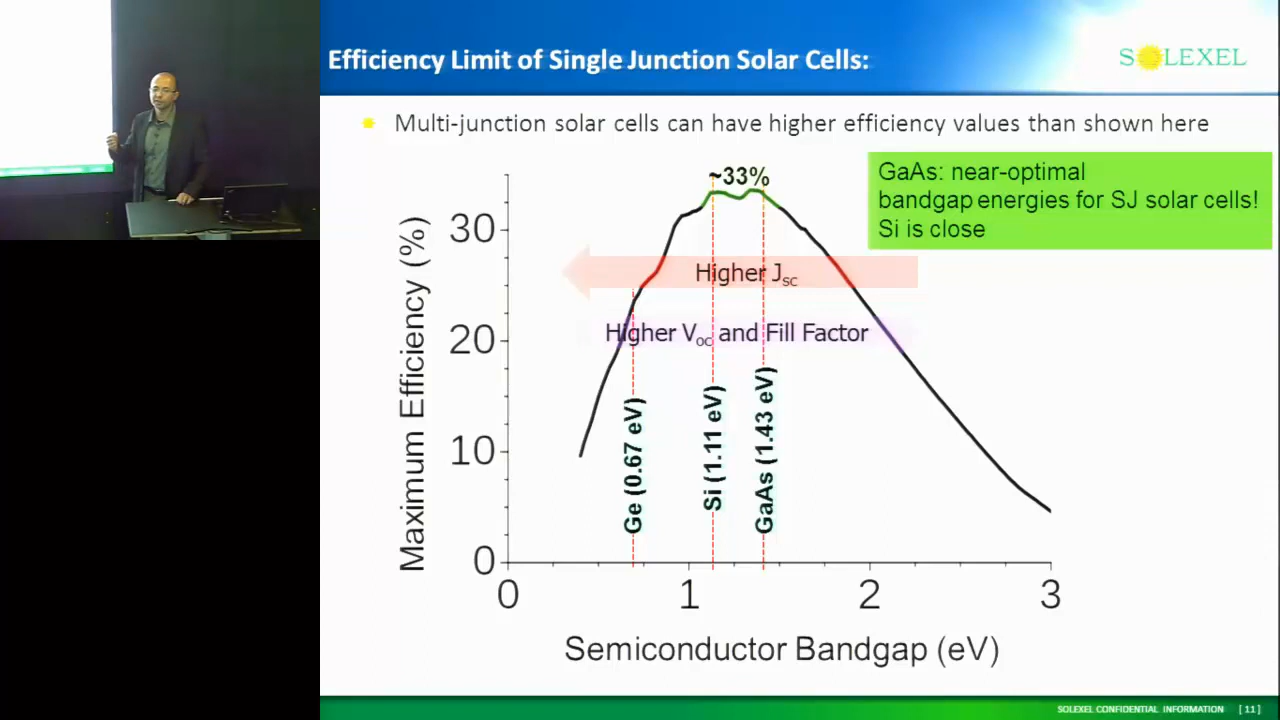 Efficiency Limit of Single Junction Solar Cells:
SOLEXEL
Multi-junction solar cells can have higher efficiency values than shown here
GaAs: near-optimal
bandgap energies for SJ solar cells!
Si is close
~33%
Higher Jsc
Higher Voc and Fill Factor
Maximum Efficiency (%)
30
20
10
0
Ge (0.67 eV)
Si (1.11 eV)
GaAs (1.43 eV)
0 1 2 3
Semiconductor Bandgap (eV)
SOLEXEL CONFIDENTIAL INFORMATION [ 11 ]